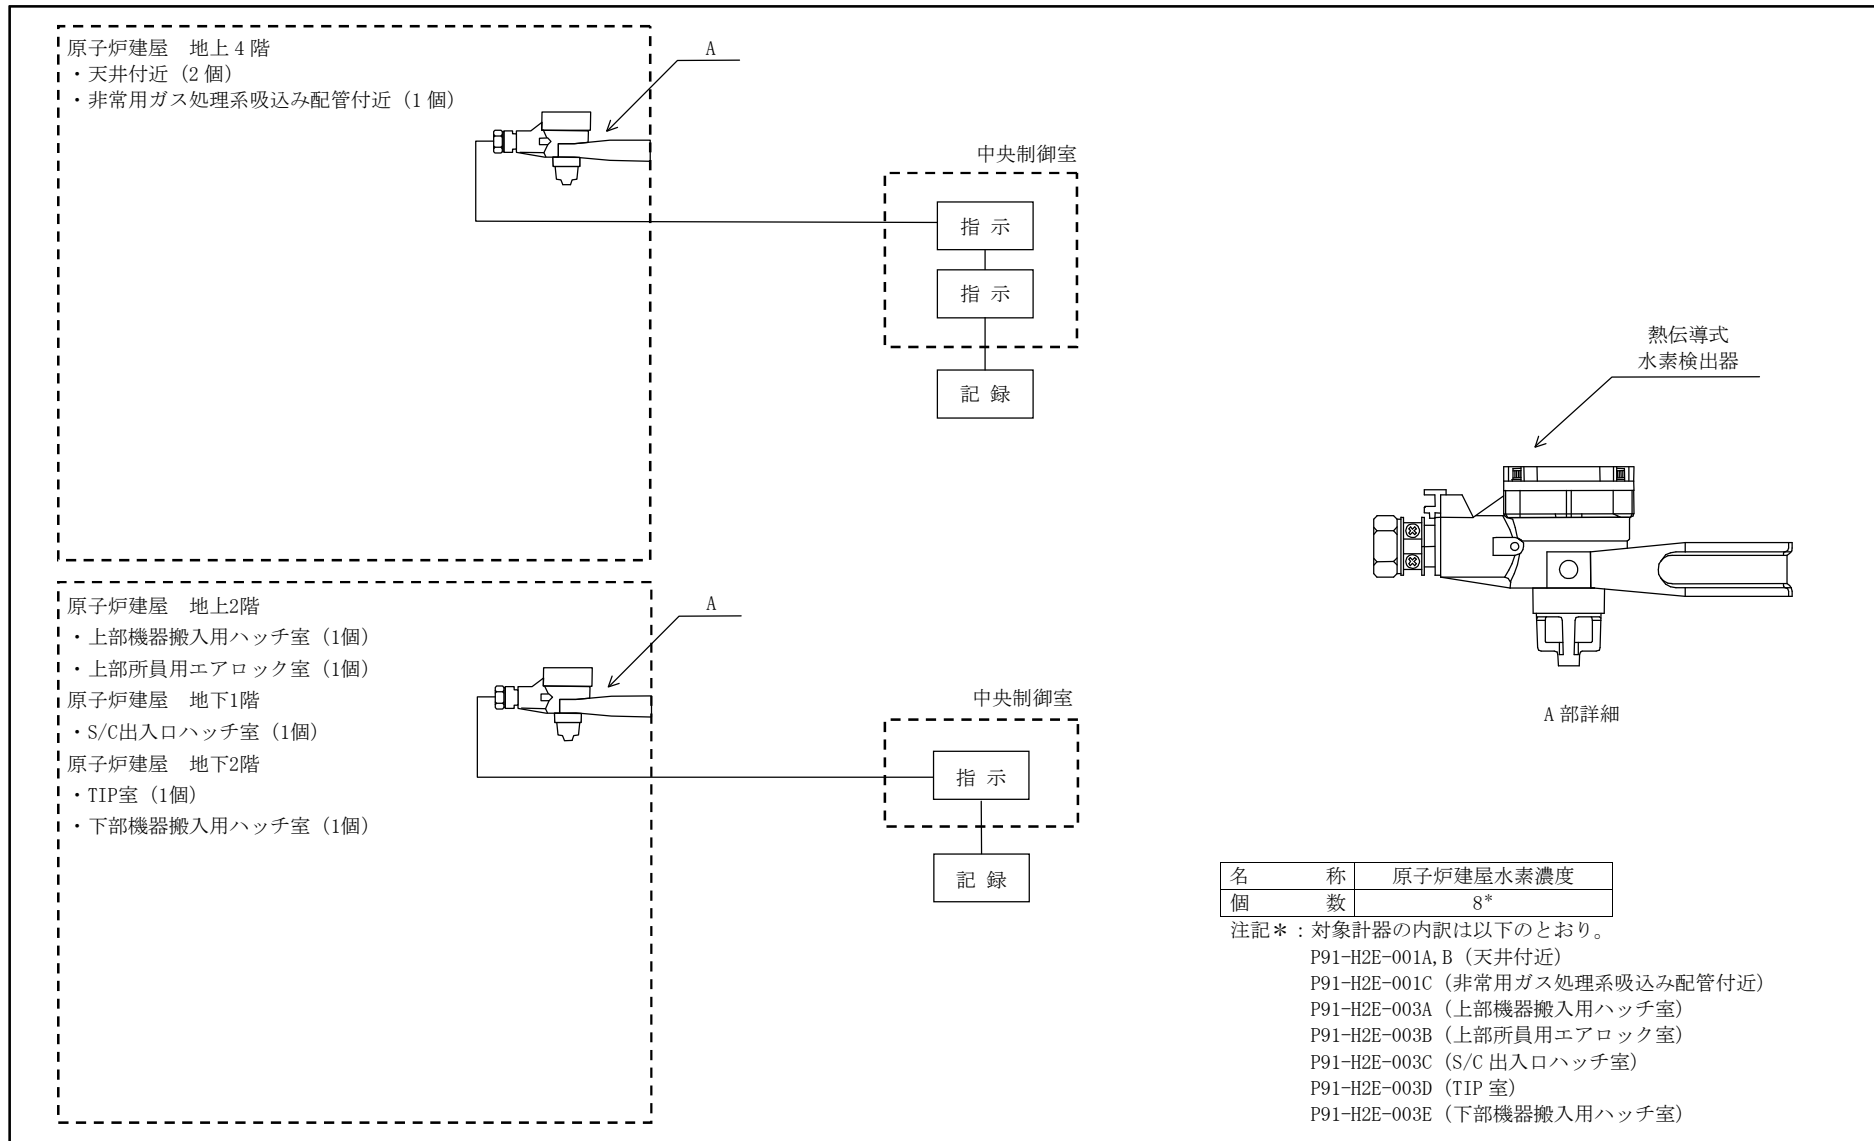 原子炉建屋　地上４階
・天井付近（2 個）
・非常用ガス処理系吸込み配管付近（1 個）
A
中央制御室
指 示
指 示
記 録
原子炉建屋　地上2階
・上部機器搬入用ハッチ室（1個）
・上部所員用エアロック室（1個）
原子炉建屋　地下1階
・S/C出入口ハッチ室（1個）
原子炉建屋　地下2階
・TIP室（1個）
・下部機器搬入用ハッチ室（1個）
A
中央制御室
指 示
記 録
熱伝導式
水素検出器
A 部詳細
名　称　原子炉建屋水素濃度
個　数　8*
注記＊：対象計器の内訳は以下のとおり。
P91-H2E-001A,B（天井付近）
P91-H2E-001C（非常用ガス処理系吸込み配管付近）
P91-H2E-003A（上部機器搬入用ハッチ室）
P91-H2E-003B（上部所員用エアロック室）
P91-H2E-003C（S/C 出入口ハッチ室）
P91-H2E-003D（TIP 室）
P91-H2E-003E（下部機器搬入用ハッチ室）